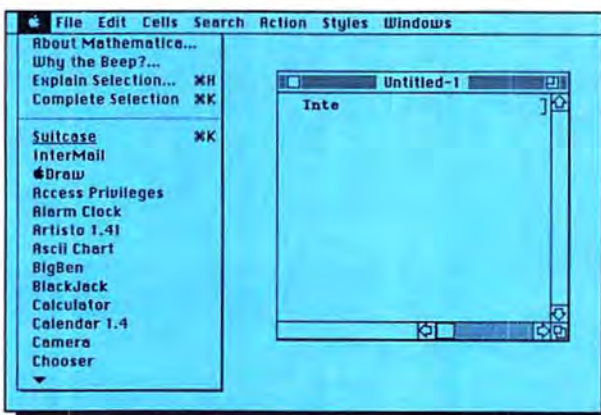 File Edit Cells Search Action Styles Windows
About Mathematica...
Why the Beep?...
Explain Selection... ⌘H
Complete Selection ⌘K
Suitcase ⌘K
InterMail
Draw
Access Privileges
Alarm Clock
Artisto 1.41
Ascii Chart
BigBen
BlackJack
Calculator
Calendar 1.4
Camera
Chooser
Untitled-1
Inte